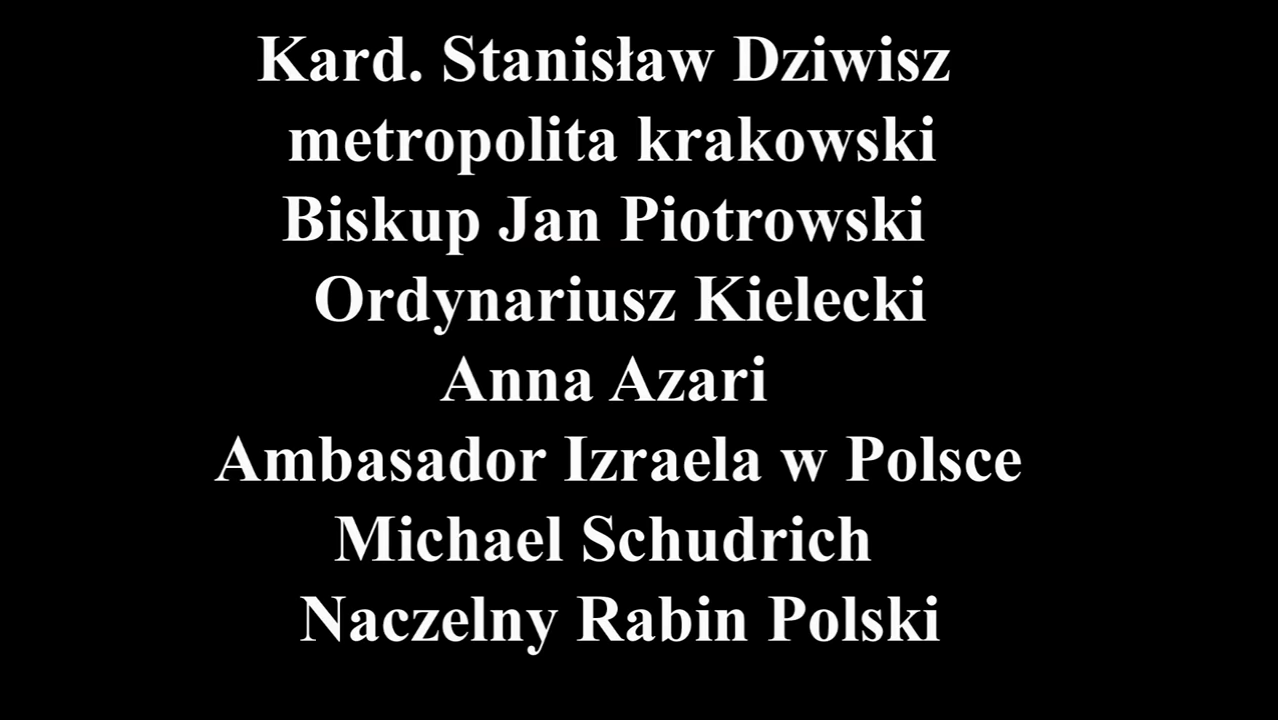 Kard. Stanisław Dziwisz
metropolita krakowski
Biskup Jan Piotrowski
Ordynariusz Kielecki
Anna Azari
Ambasador Izraela w Polsce
Michael Schudrich
Naczelny Rabin Polski